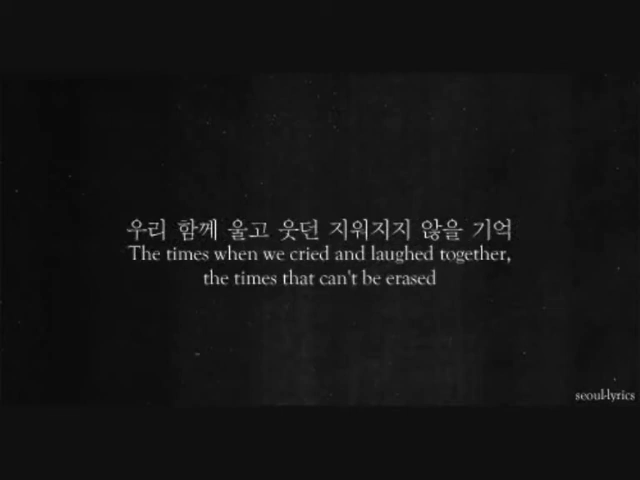 우리 함께 울고 웃던 지워지지 않을 기억
The times when we cried and laughed together,
the times that can't be erased
seoul-lyrics